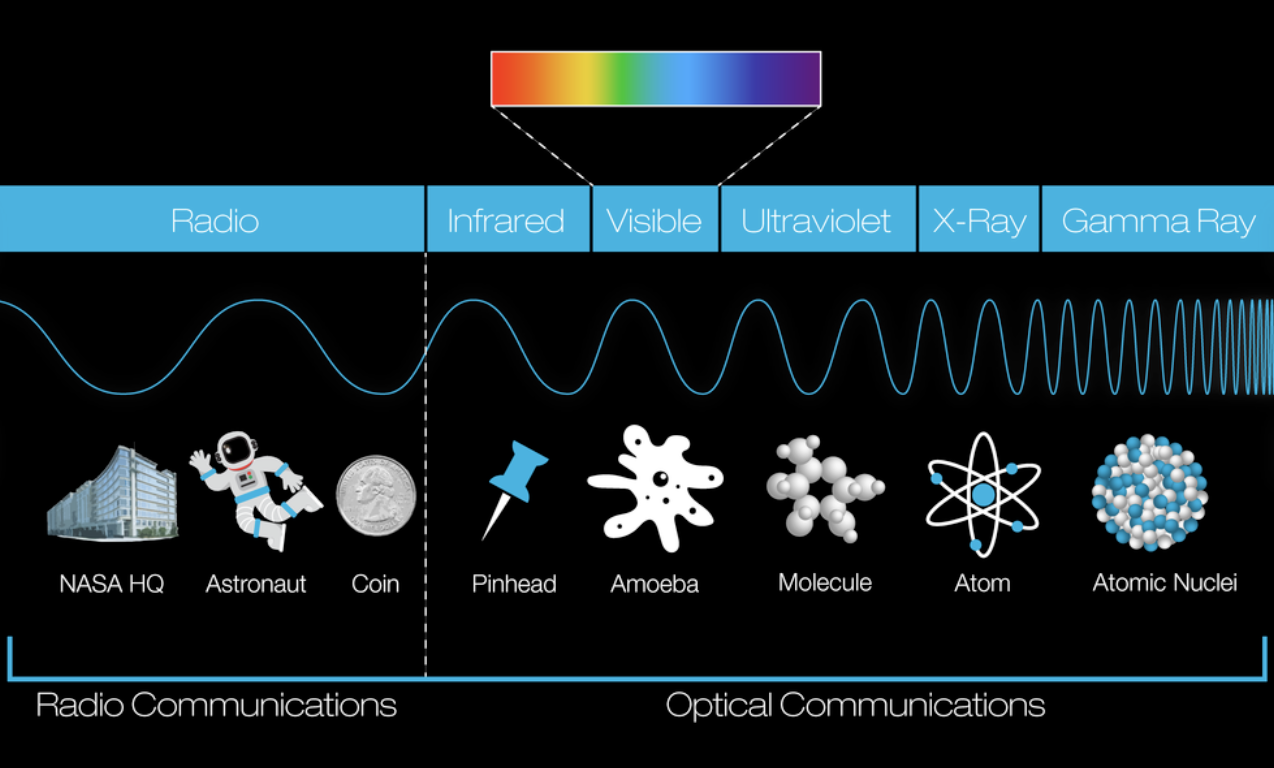 Radio
Infrared
Visible
Ultraviolet
X-Ray
Gamma Ray
NASA HQ
Astronaut
Coin
Pinhead
Amoeba
Molecule
Atom
Atomic Nuclei
Radio Communications
Optical Communications